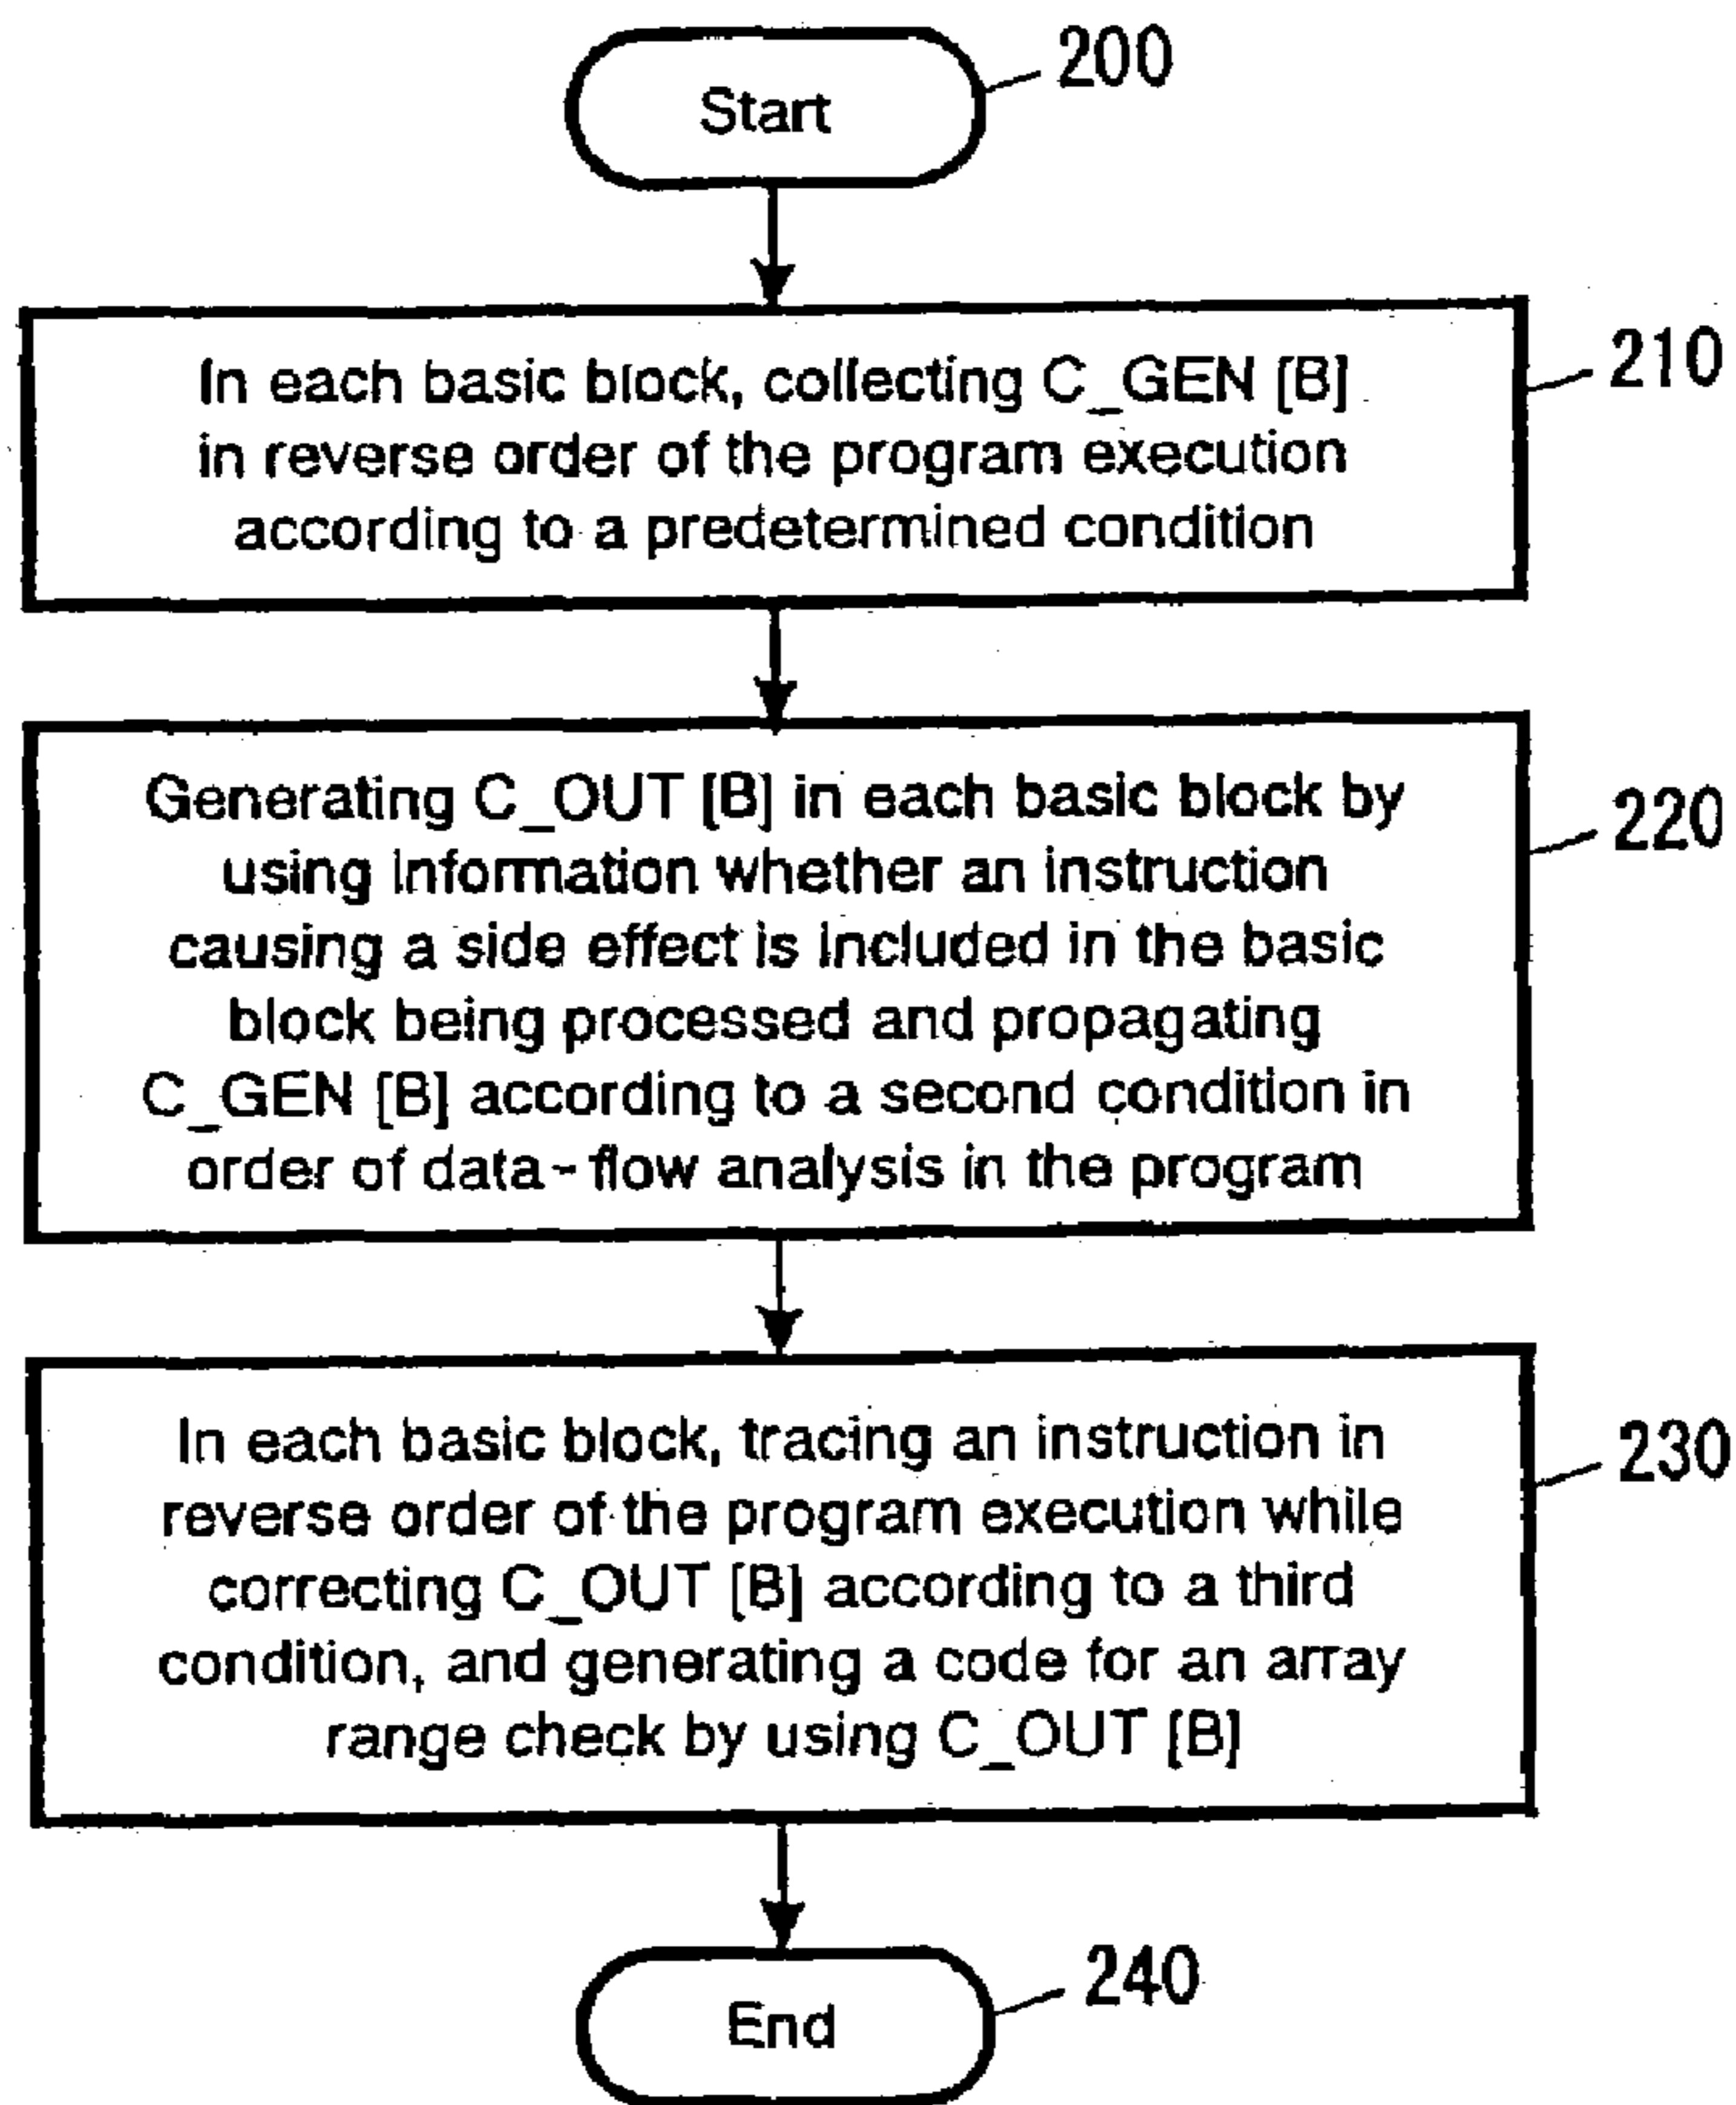 Start
200
In each basic block, collecting C_GEN [B]
in reverse order of the program execution
according to a predetermined condition
210
Generating C_OUT [B] in each basic block by
using information whether an instruction
causing a side effect is included in the basic
block being processed and propagating
C_GEN [B] according to a second condition in
order of data-flow analysis in the program
220
In each basic block, tracing an instruction in
reverse order of the program execution while
correcting C_OUT [B] according to a third
condition, and generating a code for an array
range check by using C_OUT [B]
230
End
240